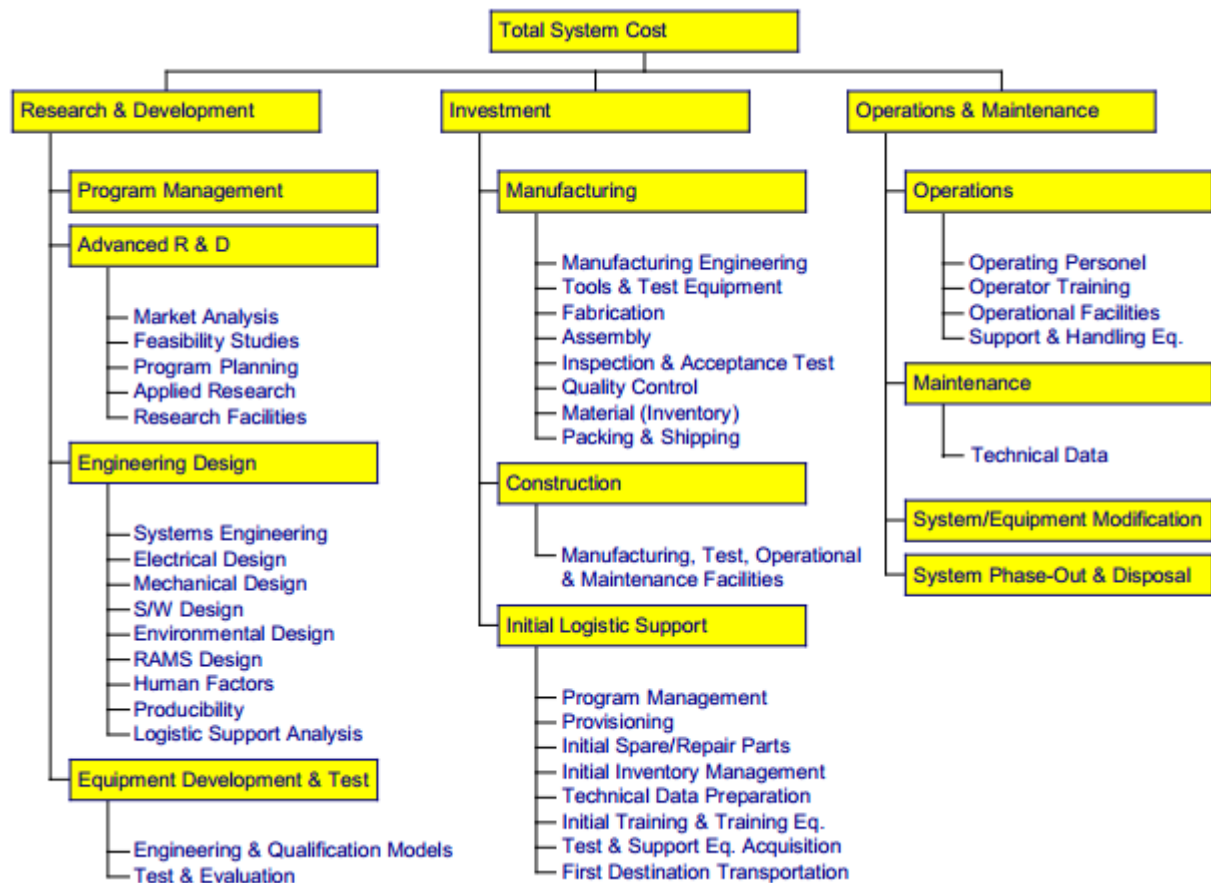 Total System Cost
Research & Development
Program Management
Advanced R & D
Market Analysis
Feasibility Studies
Program Planning
Applied Research
Research Facilities
Engineering Design
Systems Engineering
Electrical Design
Mechanical Design
S/W Design
Environmental Design
RAMS Design
Human Factors
Producibility
Logistic Support Analysis
Equipment Development & Test
Engineering & Qualification Models
Test & Evaluation
Investment
Manufacturing
Manufacturing Engineering
Tools & Test Equipment
Fabrication
Assembly
Inspection & Acceptance Test
Quality Control
Material (Inventory)
Packing & Shipping
Construction
Manufacturing, Test, Operational
& Maintenance Facilities
Initial Logistic Support
Program Management
Provisioning
Initial Spare/Repair Parts
Initial Inventory Management
Technical Data Preparation
Initial Training & Training Eq.
Test & Support Eq. Acquisition
First Destination Transportation
Operations & Maintenance
Operations
Operating Personel
Operator Training
Operational Facilities
Support & Handling Eq.
Maintenance
Technical Data
System/Equipment Modification
System Phase-Out & Disposal